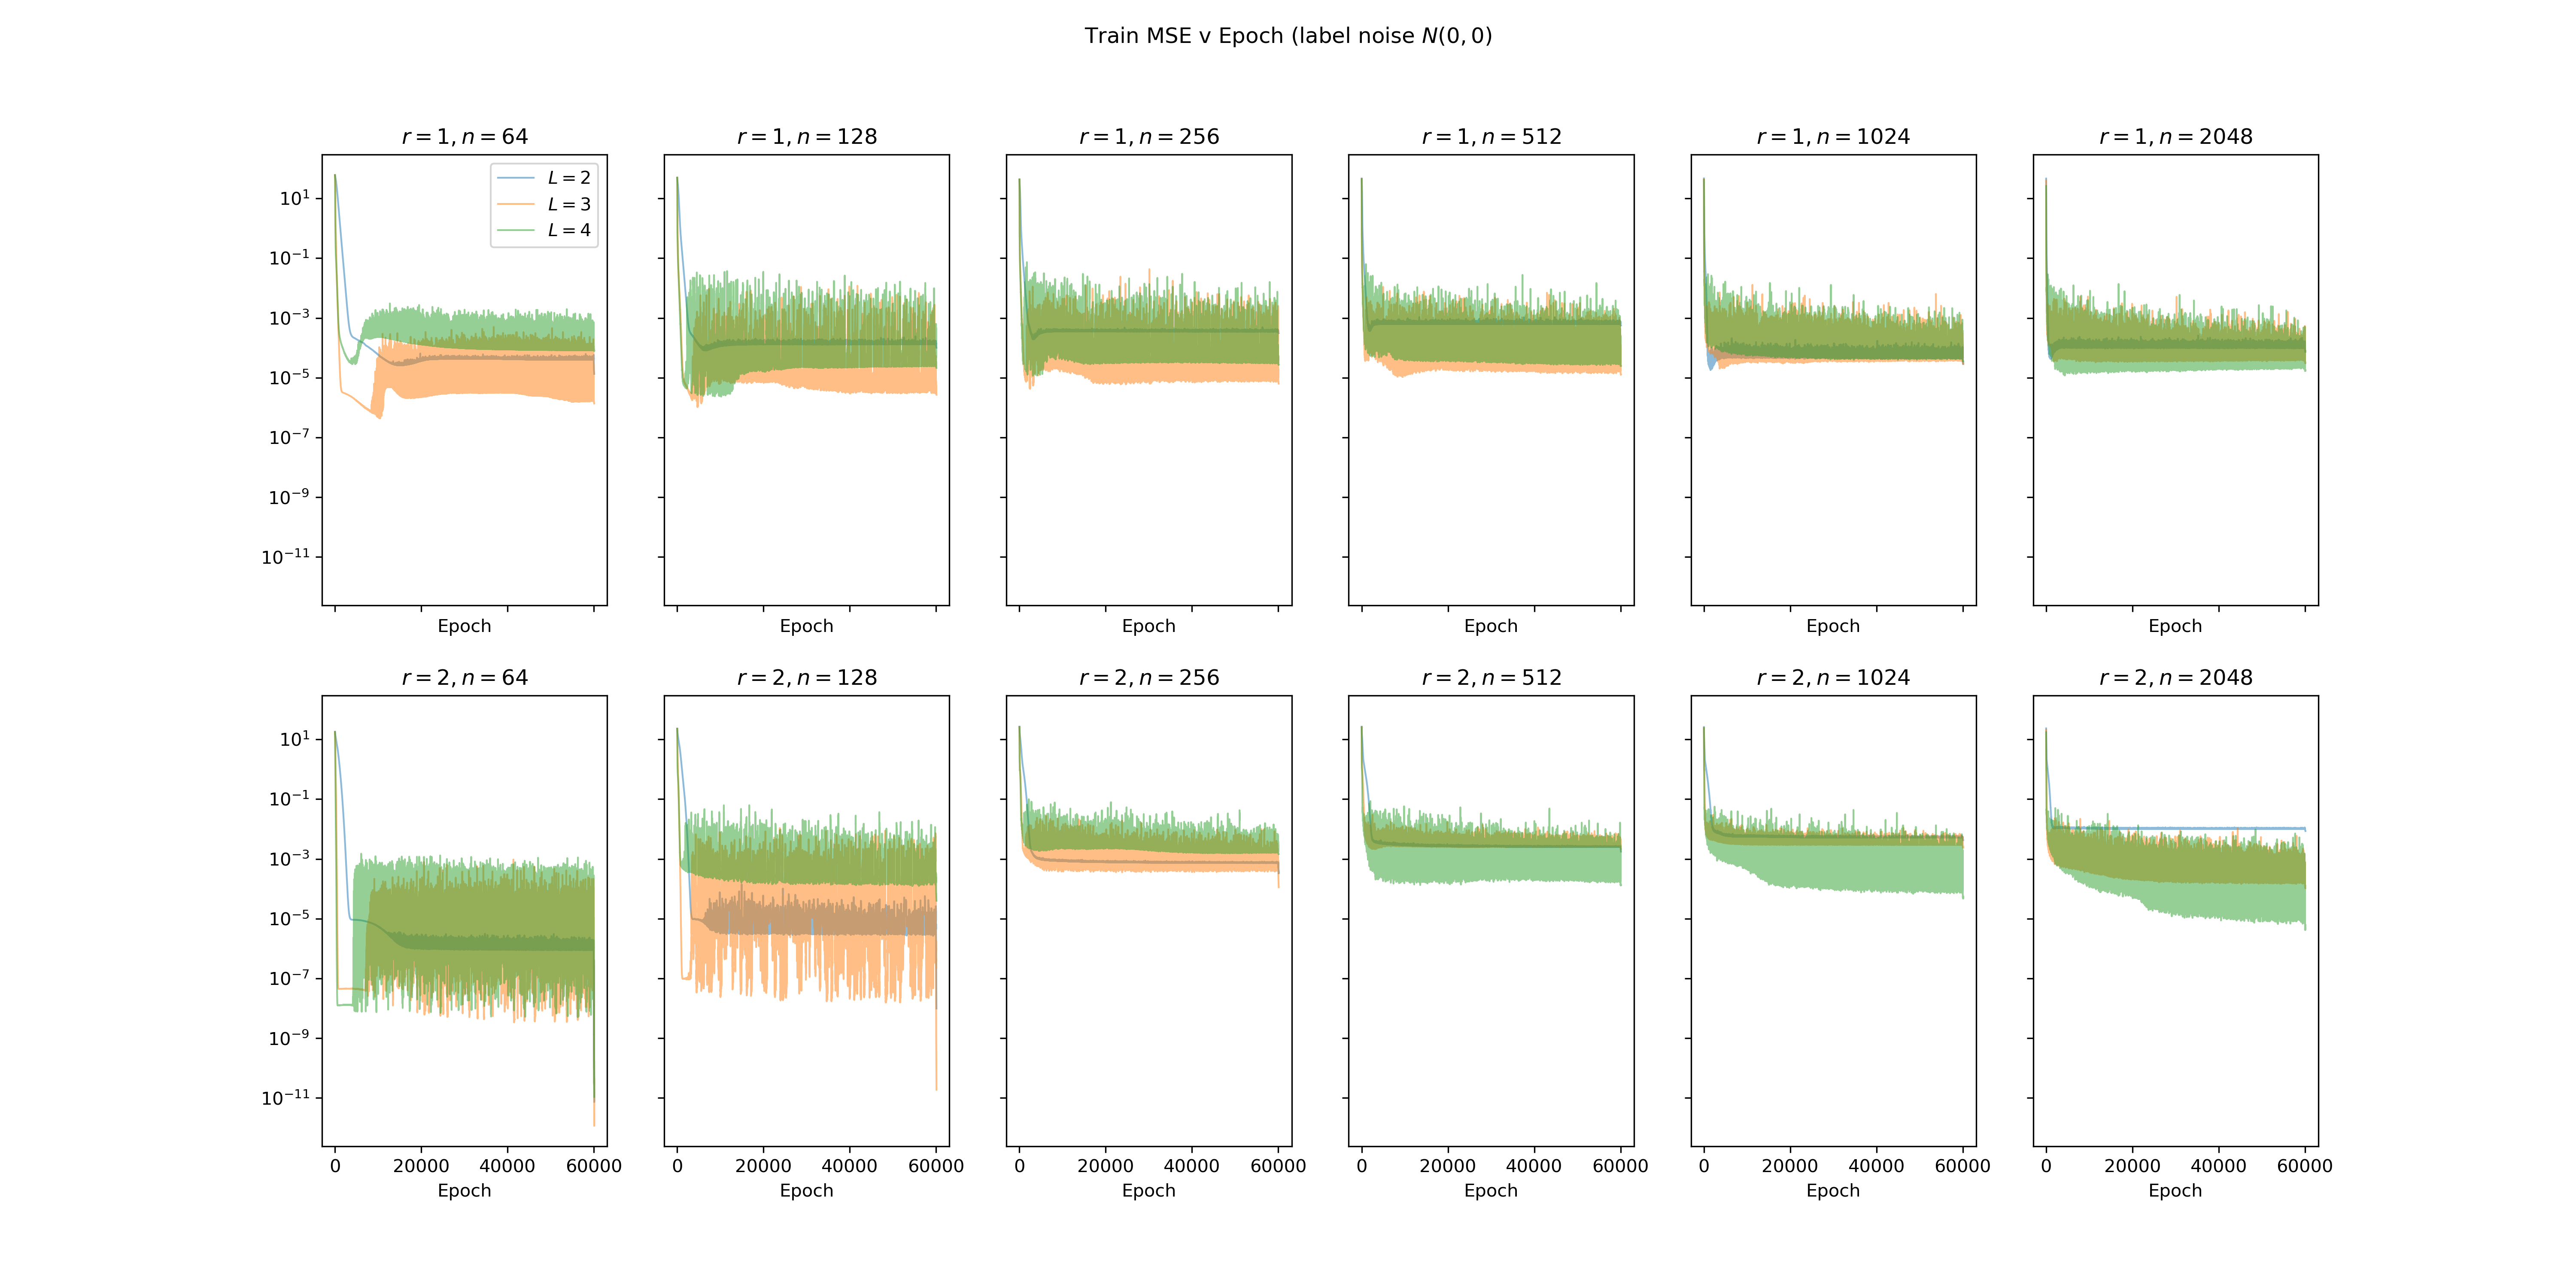 Train MSE v Epoch (label noise N(0, 0)
r = 1, n = 64
r = 1, n = 128
r = 1, n = 256
r = 1, n = 512
r = 1, n = 1024
r = 1, n = 2048
L = 2
L = 3
L = 4
10¹
10⁻¹
10⁻³
10⁻⁵
10⁻⁷
10⁻⁹
10⁻¹¹
Epoch
Epoch
Epoch
Epoch
Epoch
Epoch
r = 2, n = 64
r = 2, n = 128
r = 2, n = 256
r = 2, n = 512
r = 2, n = 1024
r = 2, n = 2048
10¹
10⁻¹
10⁻³
10⁻⁵
10⁻⁷
10⁻⁹
10⁻¹¹
0 20000 40000 60000
0 20000 40000 60000
0 20000 40000 60000
0 20000 40000 60000
0 20000 40000 60000
0 20000 40000 60000
Epoch
Epoch
Epoch
Epoch
Epoch
Epoch